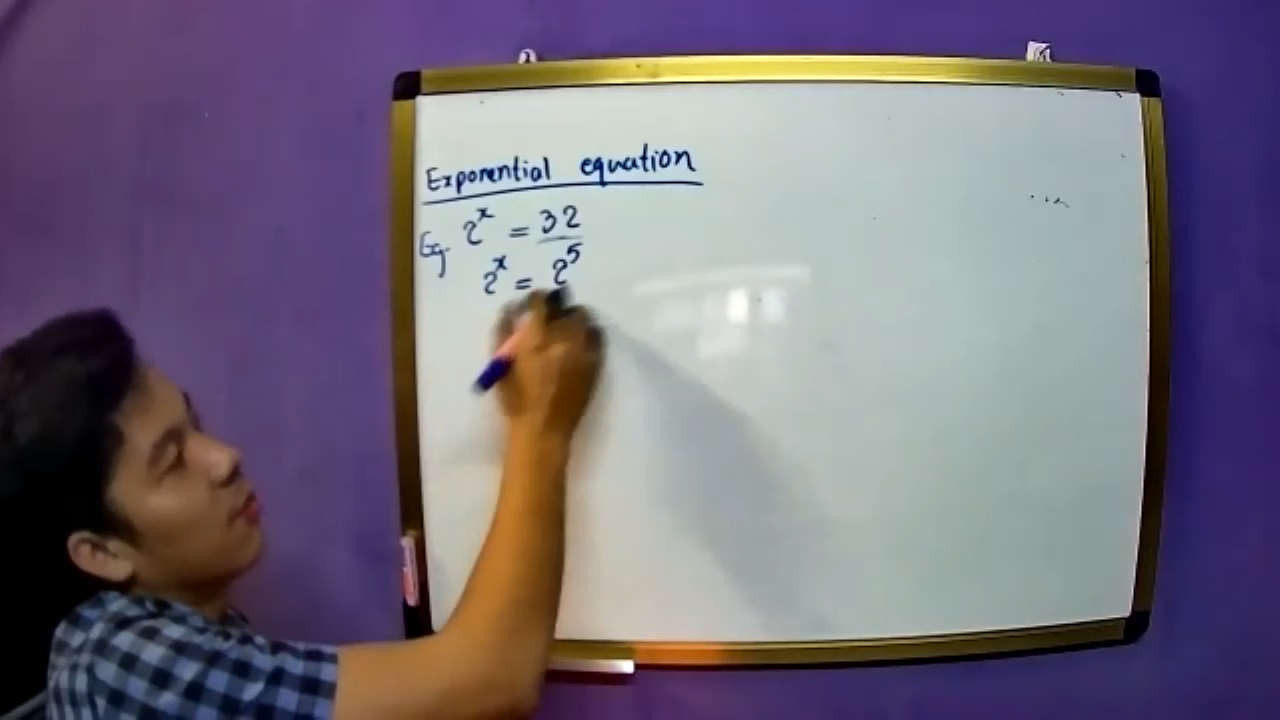 Exponential equation
Eg. 2^x = 32
2^x = 2^5